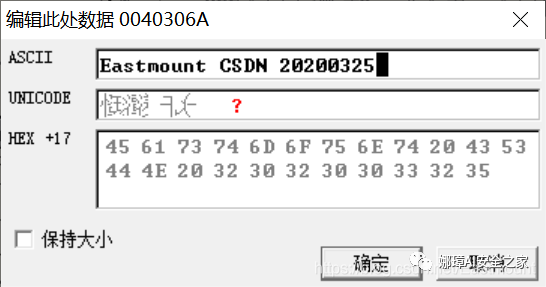 编辑此处数据 0040306A
ASCII
Eastmount CSDN 20200325
UNICODE
?
HEX +17
45 61 73 74 6D 6F 75 6E 74 20 43 53
44 4E 20 32 30 32 30 30 33 32 35
保持大小
确定 取消
娜璋AI安全之家